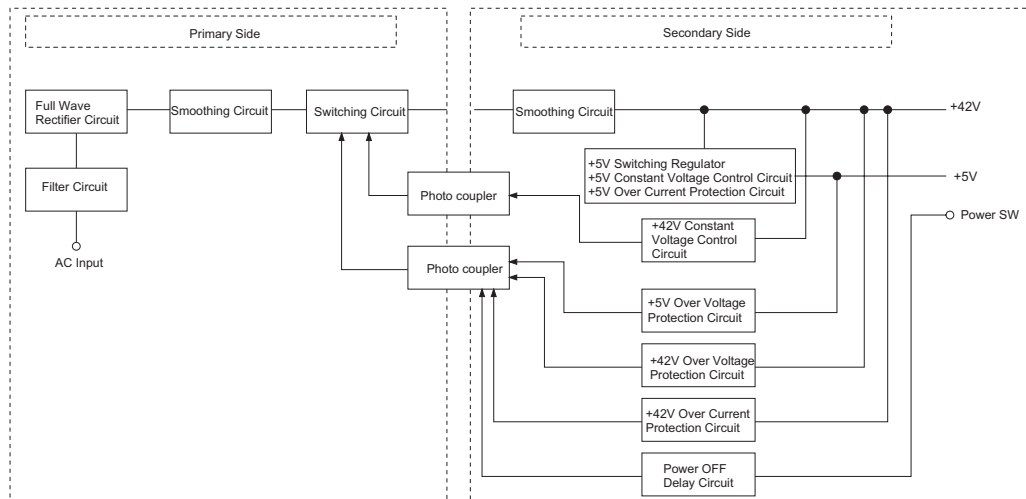 Primary Side
Secondary Side
Full Wave
Rectifier Circuit
Smoothing Circuit
Switching Circuit
Smoothing Circuit
+42V
+5V Switching Regulator
+5V Constant Voltage Control Circuit
+5V Over Current Protection Circuit
+5V
Filter Circuit
Photo coupler
Power SW
+42V Constant
Voltage Control
Circuit
AC Input
Photo coupler
+5V Over Voltage
Protection Circuit
+42V Over Voltage
Protection Circuit
+42V Over Current
Protection Circuit
Power OFF
Delay Circuit